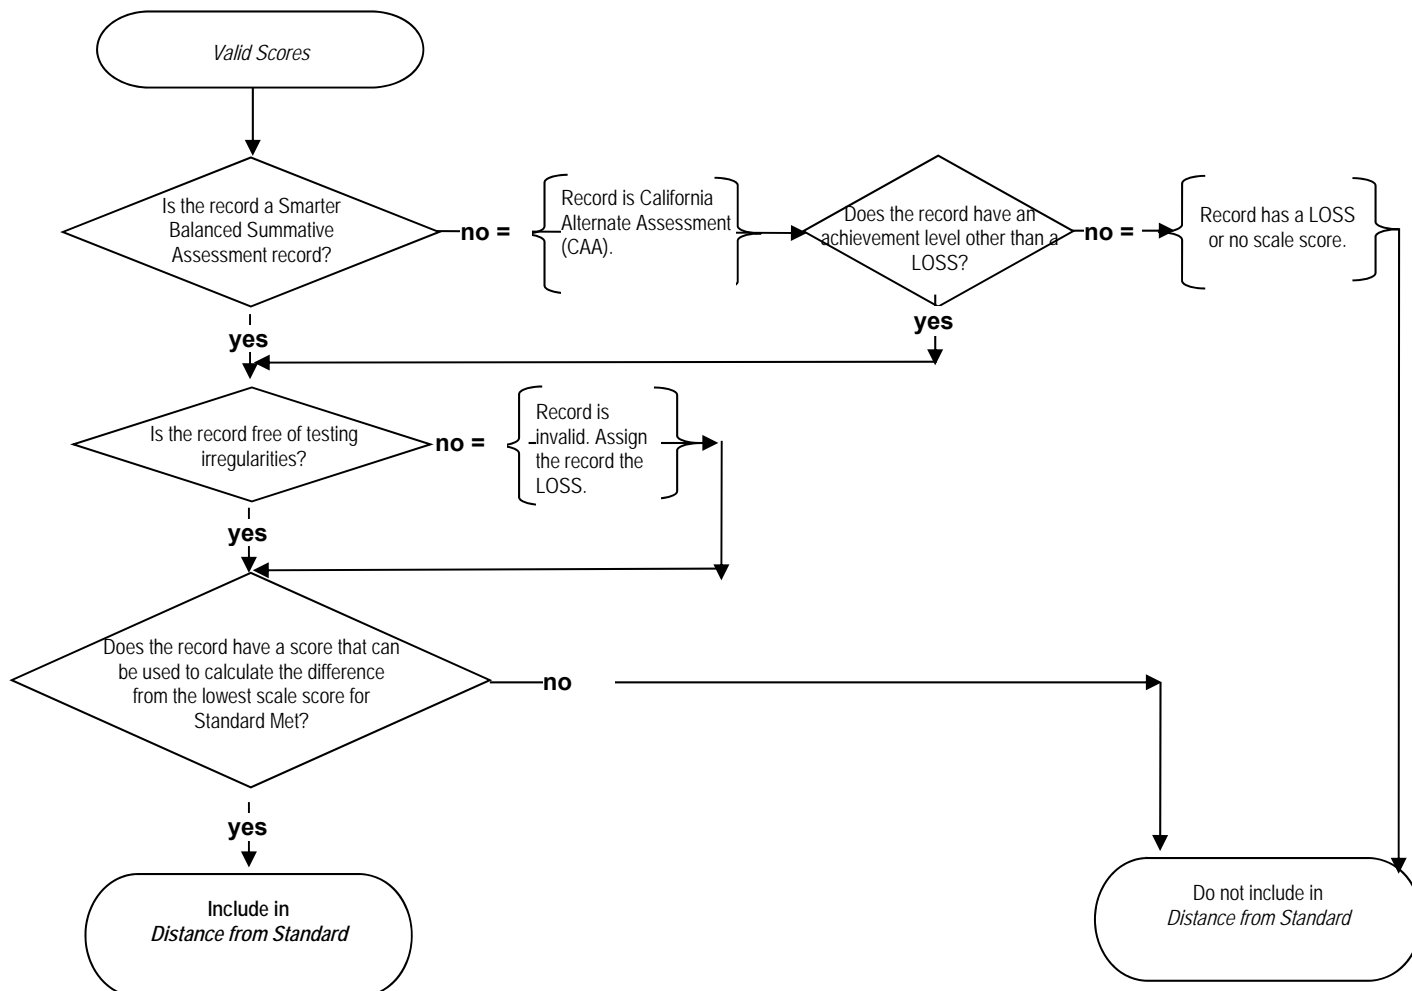 Valid Scores
Is the record a Smarter
Balanced Summative
Assessment record?
no =
Record is California
Alternate Assessment
(CAA).
Does the record have an
achievement level other than a
LOSS?
no =
Record has a LOSS
or no scale score.
yes
yes
Is the record free of testing
irregularities?
no =
Record is
invalid. Assign
the record the
LOSS.
yes
Does the record have a score that can
be used to calculate the difference
from the lowest scale score for
Standard Met?
no
yes
Include in
Distance from Standard
Do not include in
Distance from Standard